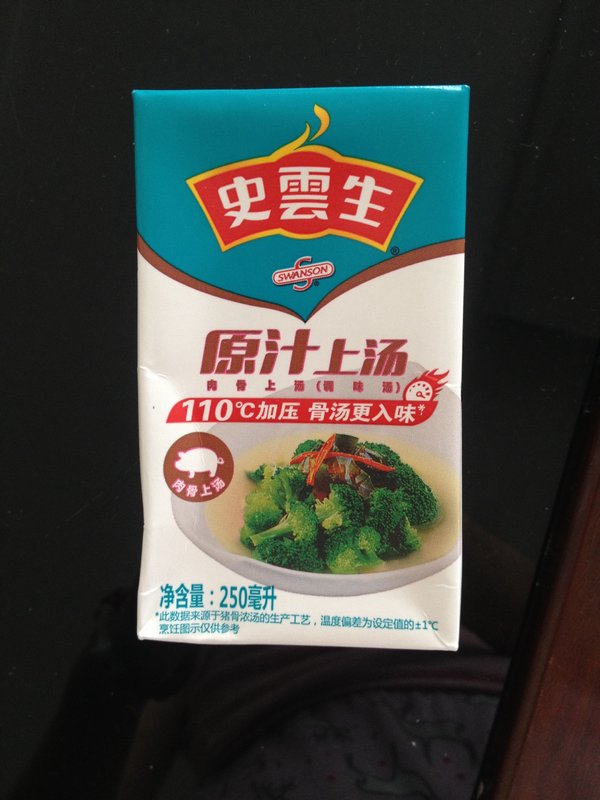 史雲生
®
SWANSON
®
原汁上汤
肉骨上汤(调味汤)
110℃加压 骨汤更入味*
肉骨上汤
净含量：250毫升
*此数据来源于猪骨浓汤的生产工艺，温度偏差为设定值的±1℃
烹饪图示仅供参考